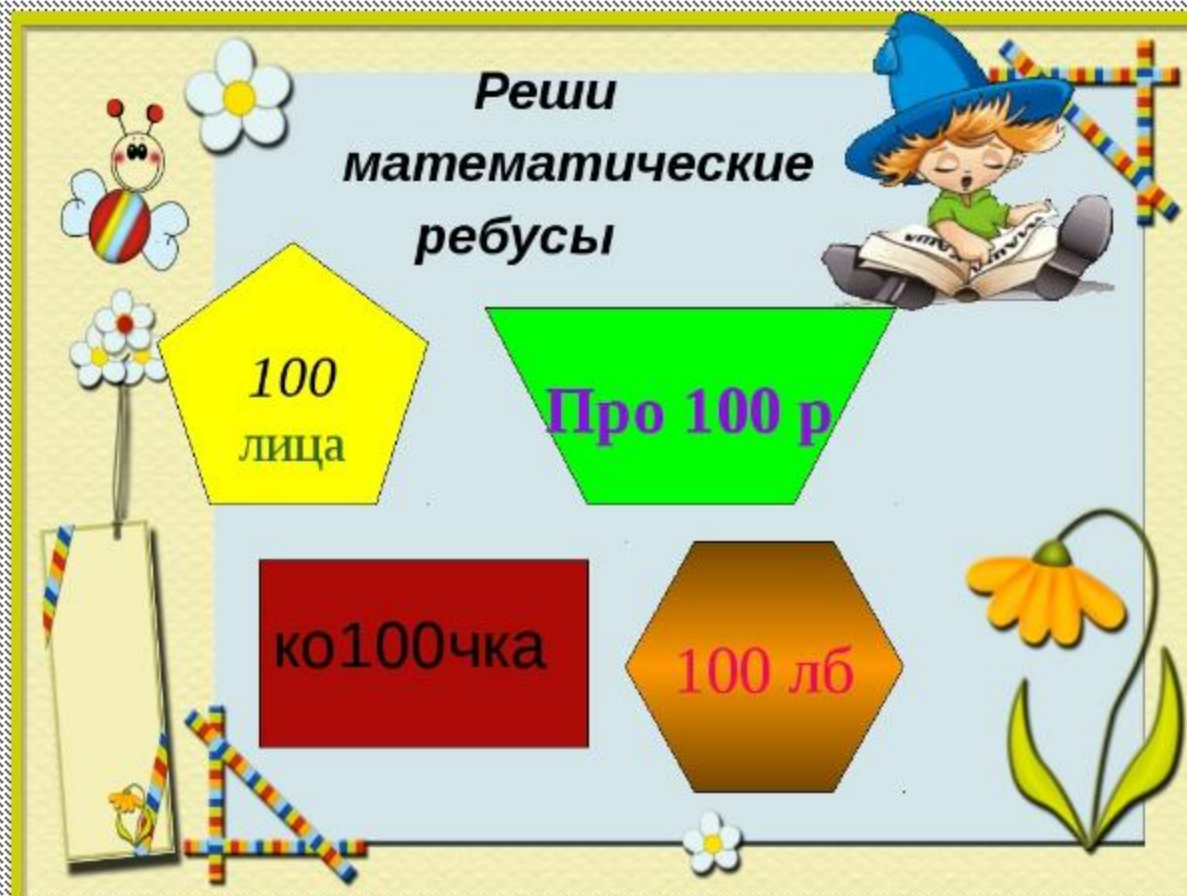 Реши
математические
ребусы
100
лица
Про 100 р
ко100чка
100 лб